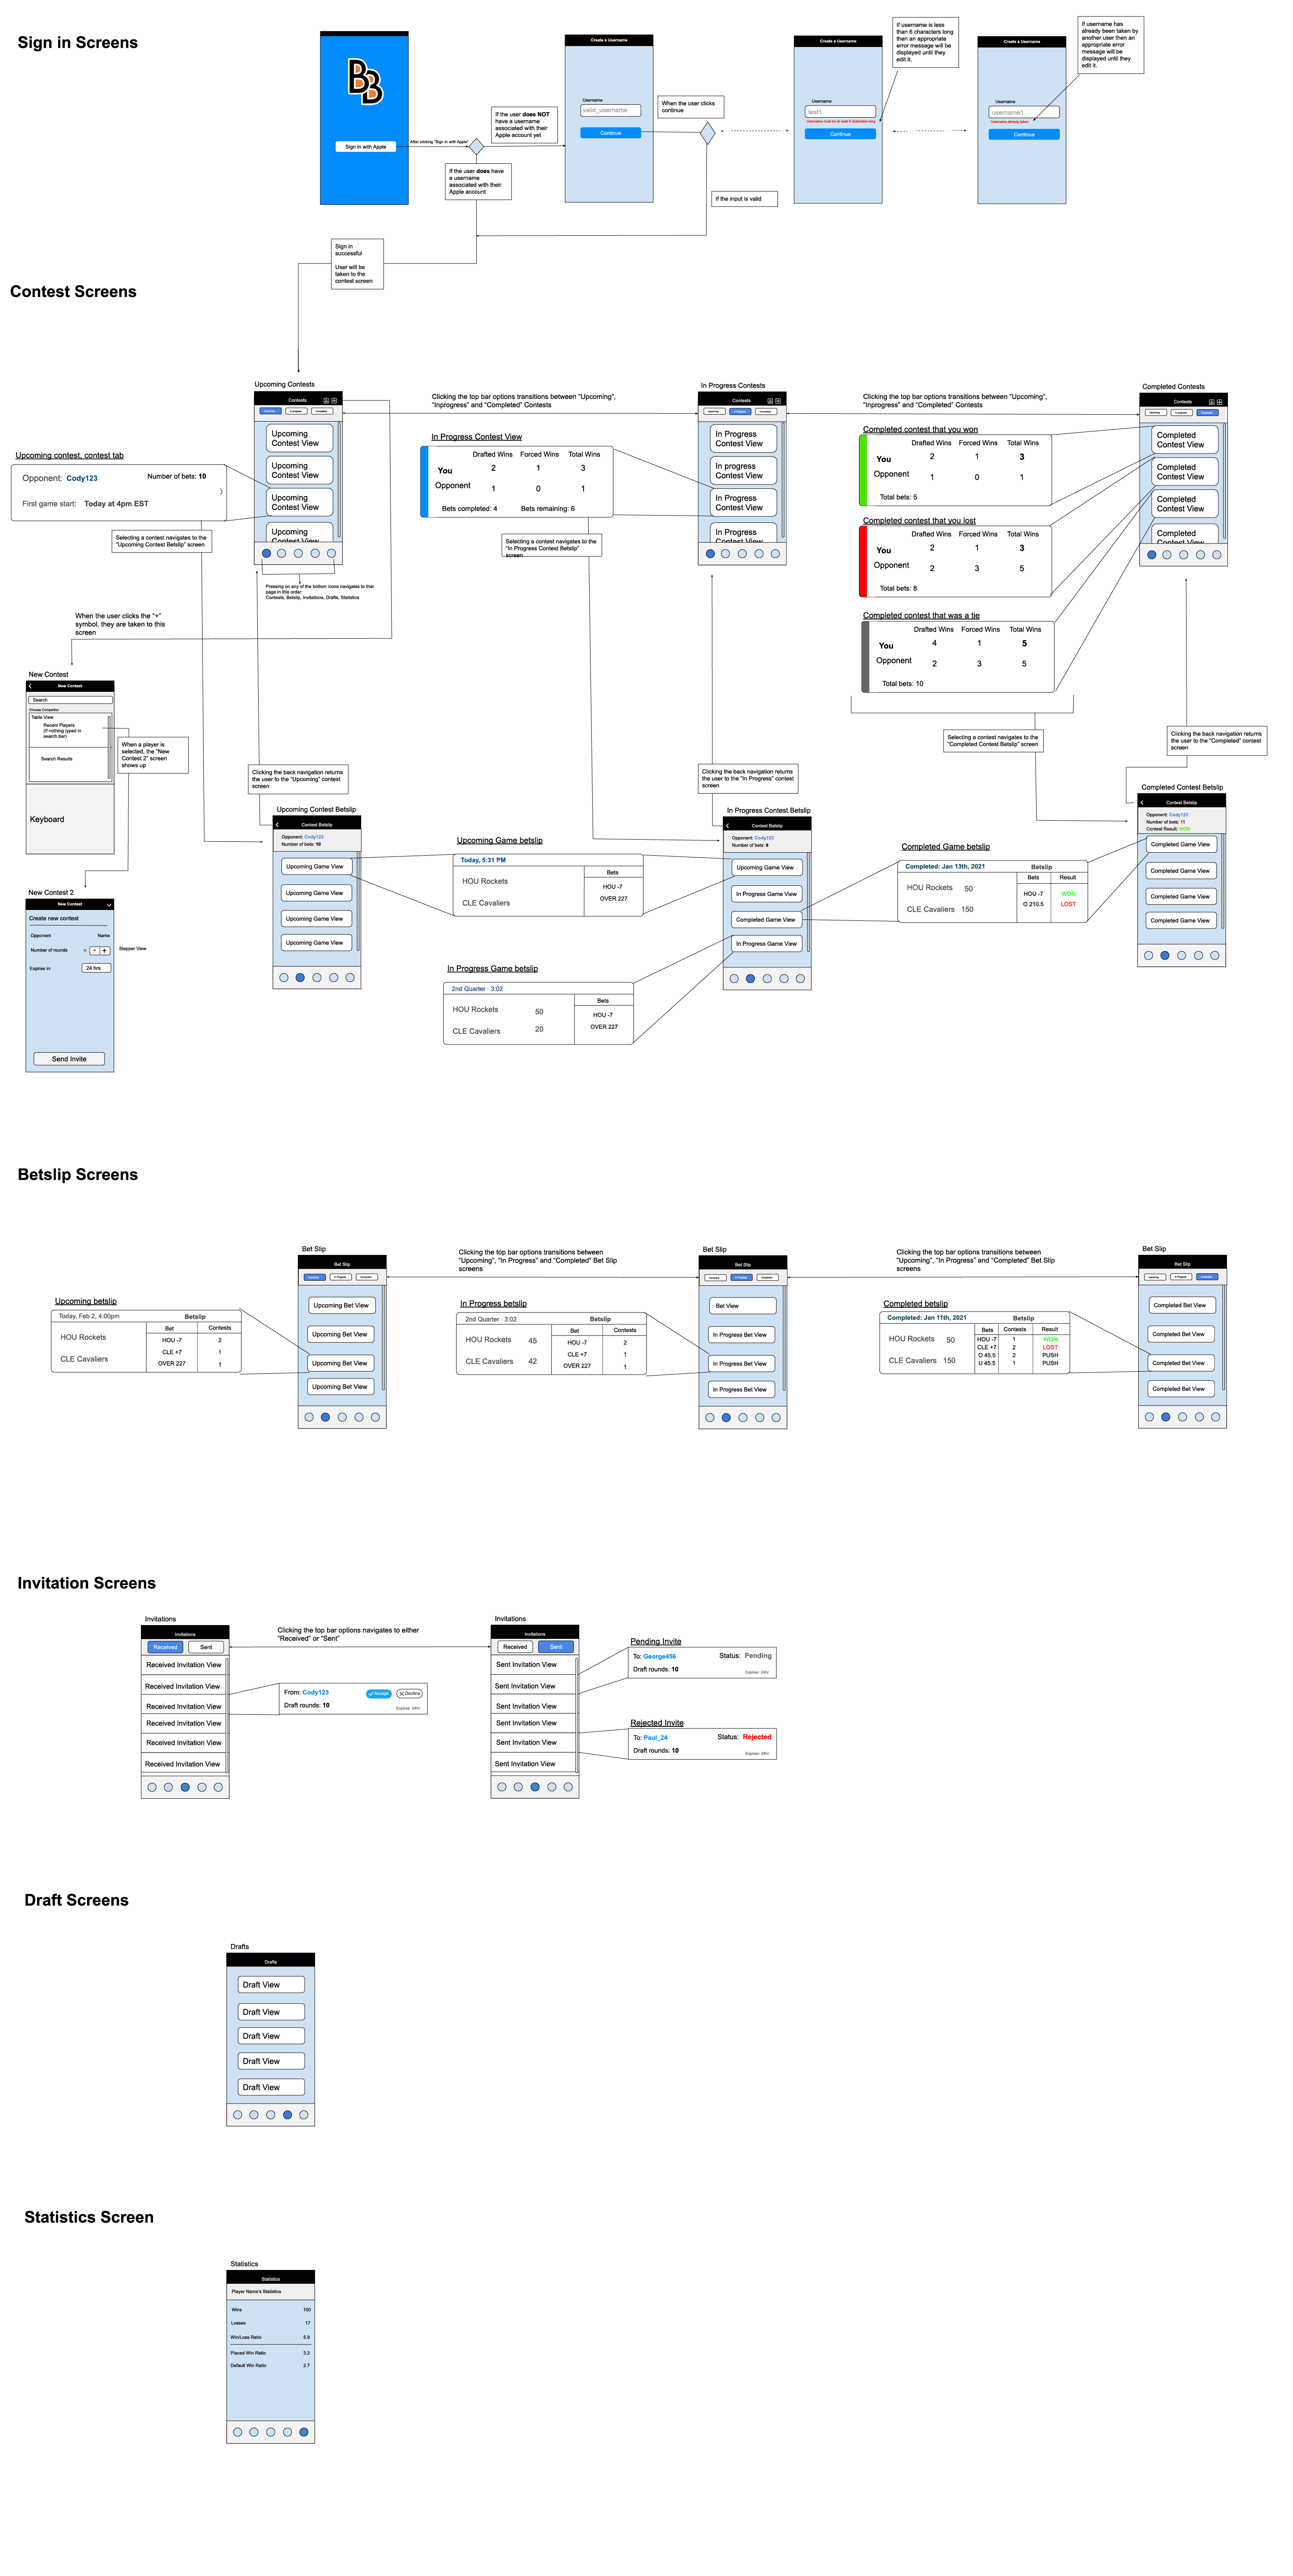 Sign in Screens
BB
Sign in with Apple
After clicking "Sign in with Apple"
If the user does NOT
have a username
associated with their
Apple account yet
If the user does have
a username
associated with their
Apple account
Create a Username
Username
valid_username
Continue
When the user clicks
continue
If the input is valid
Create a Username
Username
test1
Username must be at least 6 characters long
Continue
If username is less
than 6 characters long
then an appropriate
error message will be
displayed until they
edit it.
Create a Username
Username
username1
Username already taken
Continue
If username has
already been taken by
another user then an
appropriate error
message will be
displayed until they
edit it.
Sign in
successful
User will be
taken to the
contest screen
Contest Screens
Upcoming Contests
Contests
Upcoming
In progress
Completed
Upcoming
Contest View
Upcoming
Contest View
Upcoming
Contest View
Upcoming
Contest View
Upcoming contest, contest tab
Opponent: Cody123
Number of bets: 10
First game start: Today at 4pm EST
Selecting a contest navigates to the
"Upcoming Contest Betslip" screen
Pressing on any of the bottom icons navigates to that
page in this order:
Contests, Betslip, Invitations, Drafts, Statistics
Clicking the top bar options transitions between "Upcoming",
"Inprogress" and "Completed" Contests
In Progress Contest View
Drafted Wins Forced Wins Total Wins
You 2 1 3
Opponent 1 0 1
Bets completed: 4 Bets remaining: 6
Selecting a contest navigates to the
"In Progress Contest Betslip"
screen
In Progress Contests
Contests
Upcoming
In Progress
Completed
In Progress
Contest View
In progress
Contest View
In Progress
Contest View
In Progress
Contest View
Clicking the top bar options transitions between "Upcoming",
"Inprogress" and "Completed" Contests
Completed contest that you won
Drafted Wins Forced Wins Total Wins
You 2 1 3
Opponent 1 0 1
Total bets: 5
Completed contest that you lost
Drafted Wins Forced Wins Total Wins
You 2 1 3
Opponent 2 3 5
Total bets: 8
Completed contest that was a tie
Drafted Wins Forced Wins Total Wins
You 4 1 5
Opponent 2 3 5
Total bets: 10
Completed Contests
Contests
Upcoming
In progress
Completed
Completed
Contest View
Completed
Contest View
Completed
Contest View
Completed
Contest View
When the user clicks the "+"
symbol, they are taken to this
screen
New Contest
New Contest
Search
Choose Competitor
Table View
Recent Players
(if nothing typed in
search bar)
Search Results
Keyboard
When a player is
selected, the "New
Contest 2" screen
shows up
New Contest 2
New Contest
Create new contest
Opponent Name
Number of rounds
- +
Stepper View
Expires in: 24 hrs
Send Invite
Clicking the back navigation returns
the user to the "Upcoming" contest
screen
Upcoming Contest Betslip
Contest Betslip
Opponent: Cody123
Number of bets: 10
Upcoming Game View
Upcoming Game View
Upcoming Game View
Upcoming Game View
Upcoming Game betslip
Today, 5:31 PM
Bets
HOU Rockets
HOU -7
OVER 227
CLE Cavaliers
In Progress Game betslip
2nd Quarter · 3:02
Bets
HOU Rockets 50
HOU -7
CLE Cavaliers 20
OVER 227
Clicking the back navigation returns
the user to the "In Progress" contest
screen
In Progress Contest Betslip
Contest Betslip
Opponent: Cody123
Number of bets: 8
Upcoming Game View
In Progress Game View
Completed Game View
In Progress Game View
Completed Game betslip
Completed: Jan 13th, 2021 Betslip
Bets Result
HOU Rockets 50
HOU -7 WON
O 210.5 LOST
CLE Cavaliers 150
Selecting a contest navigates to the
"Completed Contest Betslip" screen
Clicking the back navigation returns
the user to the "Completed" contest
screen
Completed Contest Betslip
Contest Betslip
Opponent: Cody123
Number of bets: 11
Contest Result: WON
Completed Game View
Completed Game View
Completed Game View
Completed Game View
Betslip Screens
Bet Slip
Bet Slip
Upcoming
In Progress
Completed
Upcoming Bet View
Upcoming Bet View
Upcoming Bet View
Upcoming Bet View
Upcoming betslip
Today, Feb 2, 4:00pm Betslip
Bet Contests
HOU Rockets
HOU -7 2
CLE +7 1
CLE Cavaliers
OVER 227 1
Clicking the top bar options transitions between
"Upcoming", "In Progress" and "Completed" Bet Slip
screens
In Progress betslip
2nd Quarter · 3:02 Betslip
Bet Contests
HOU Rockets 45
HOU -7 2
CLE +7 1
CLE Cavaliers 42
OVER 227 1
Bet Slip
Bet Slip
Upcoming
In Progress
Completed
Bet View
In Progress Bet View
In Progress Bet View
In Progress Bet View
Clicking the top bar options transitions between
"Upcoming", "In Progress" and "Completed" Bet Slip
screens
Completed betslip
Completed: Jan 11th, 2021 Betslip
Bets Contests Result
HOU Rockets 50
HOU -7 1 WON
CLE +7 2 LOST
O 45.5 2 PUSH
CLE Cavaliers 150
U 45.5 1 PUSH
Bet Slip
Bet Slip
Upcoming
In Progress
Completed
Completed Bet View
Completed Bet View
Completed Bet View
Completed Bet View
Invitation Screens
Invitations
Invitations
Received Sent
Received Invitation View
Received Invitation View
Received Invitation View
Received Invitation View
Received Invitation View
Received Invitation View
Clicking the top bar options navigates to either
"Received" or "Sent"
From: Cody123
Accept
Decline
Draft rounds: 10
Expires: 24hr
Invitations
Invitations
Received Sent
Sent Invitation View
Sent Invitation View
Sent Invitation View
Sent Invitation View
Sent Invitation View
Sent Invitation View
Pending Invite
To: George456 Status: Pending
Draft rounds: 10
Expires: 24hr
Rejected Invite
To: Paul_24 Status: Rejected
Draft rounds: 10
Expires: 24hr
Draft Screens
Drafts
Drafts
Draft View
Draft View
Draft View
Draft View
Draft View
Statistics Screen
Statistics
Statistics
Player Name's Statistics
Wins 100
Losses 17
Win/Loss Ratio 5.9
Placed Win Ratio 3.2
Default Win Ratio 2.7